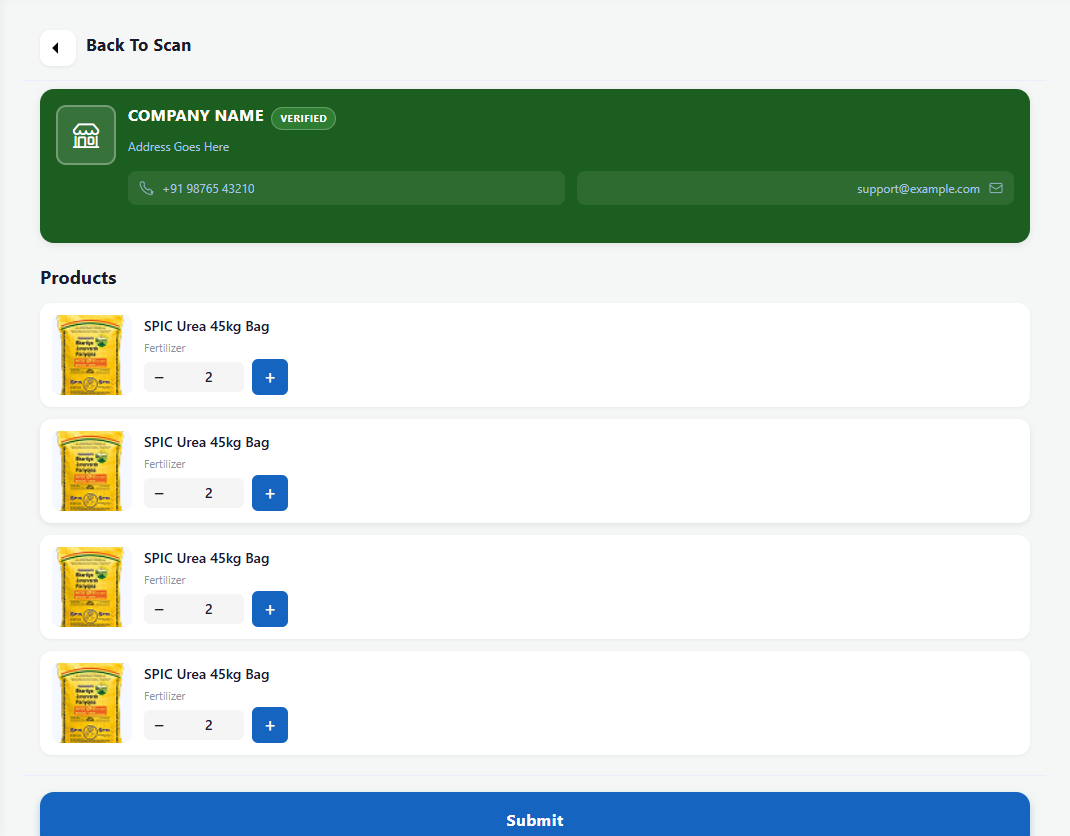 Back To Scan
COMPANY NAME VERIFIED
Address Goes Here
+91 98765 43210 support@example.com
Products
SPIC Urea 45kg Bag
Fertilizer
− 2 +
SPIC Urea 45kg Bag
Fertilizer
− 2 +
SPIC Urea 45kg Bag
Fertilizer
− 2 +
SPIC Urea 45kg Bag
Fertilizer
− 2 +
Submit